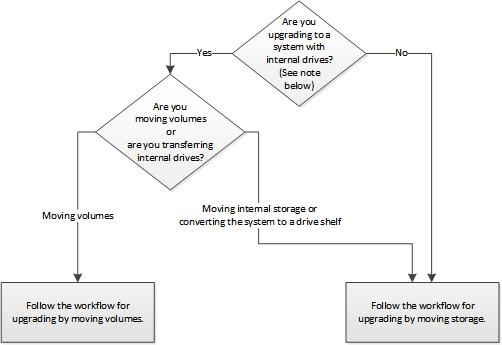 Are you
upgrading to a
system with
internal drives?
(See note
below)
Yes
No
Are you
moving volumes
or
are you transferring
internal drives?
Moving volumes
Moving internal storage or
converting the system to a drive shelf
Follow the workflow for
upgrading by moving volumes.
Follow the workflow for
upgrading by moving storage.